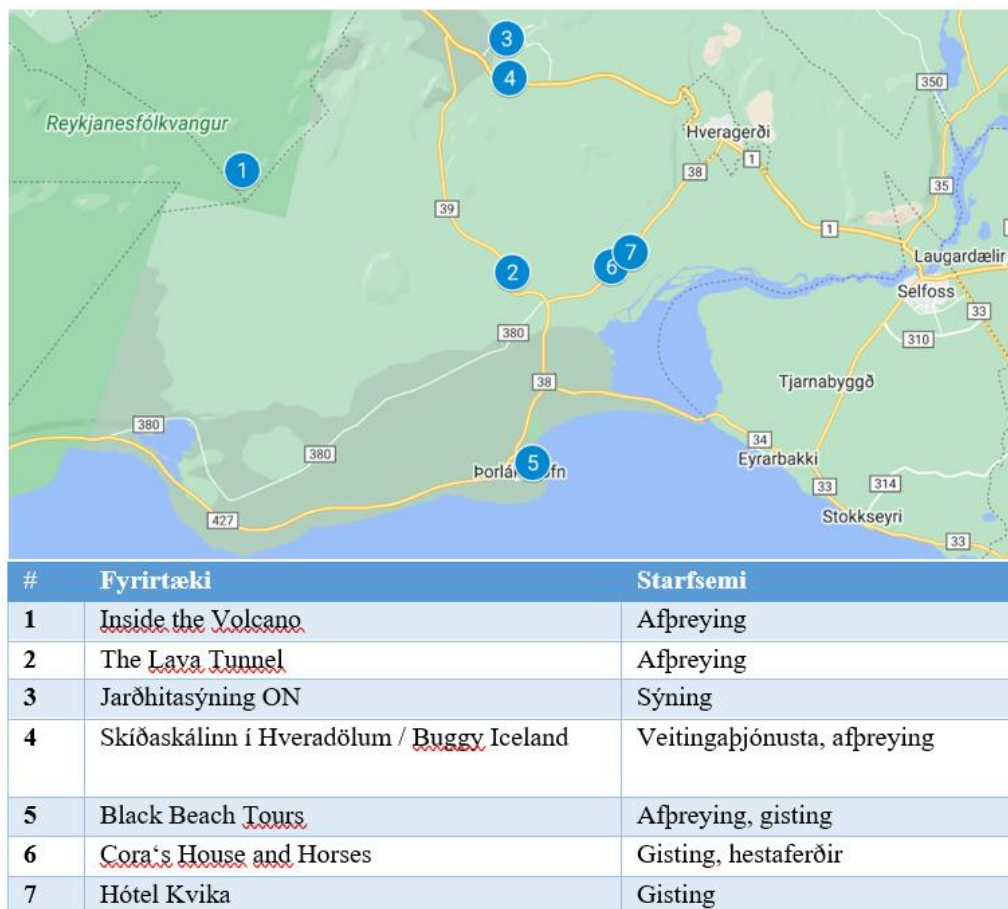 3
4
350
Reykjanesfólkvangur
Hveragerði
1
1
38
35
39
1
7
6
2
Laugardælir
Selfoss
33
380
310
38
Tjarnabyggð
380
380
34
Eyrarbakki
5
33
314
427
Stokkseyri
33
# Fyrirtæki Starfsemi
1 Inside the Volcano Afþreying
2 The Lava Tunnel Afþreying
3 Jarðhitasýning ON Sýning
4 Skíðaskálinn í Hveradölum / Buggy Iceland Veitingaþjónusta, afþreying
5 Black Beach Tours Afþreying, gisting
6 Cora‘s House and Horses Gisting, hestaferðir
7 Hótel Kvika Gisting